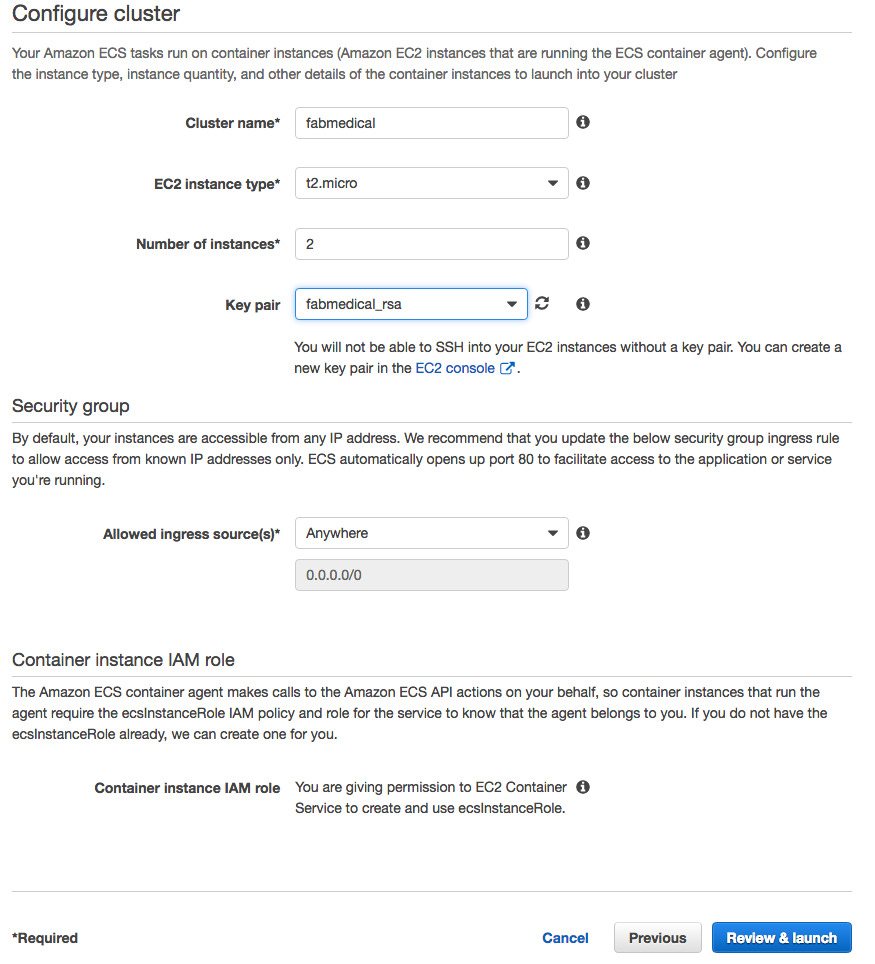 Configure cluster
Your Amazon ECS tasks run on container instances (Amazon EC2 instances that are running the ECS container agent). Configure
the instance type, instance quantity, and other details of the container instances to launch into your cluster
Cluster name* fabmedical
EC2 instance type* t2.micro
Number of instances* 2
Key pair fabmedical_rsa
You will not be able to SSH into your EC2 instances without a key pair. You can create a
new key pair in the EC2 console .
Security group
By default, your instances are accessible from any IP address. We recommend that you update the below security group ingress rule
to allow access from known IP addresses only. ECS automatically opens up port 80 to facilitate access to the application or service
you're running.
Allowed ingress source(s)* Anywhere
0.0.0.0/0
Container instance IAM role
The Amazon ECS container agent makes calls to the Amazon ECS API actions on your behalf, so container instances that run the
agent require the ecsInstanceRole IAM policy and role for the service to know that the agent belongs to you. If you do not have the
ecsInstanceRole already, we can create one for you.
Container instance IAM role You are giving permission to EC2 Container
Service to create and use ecsInstanceRole.
*Required Cancel Previous Review & launch